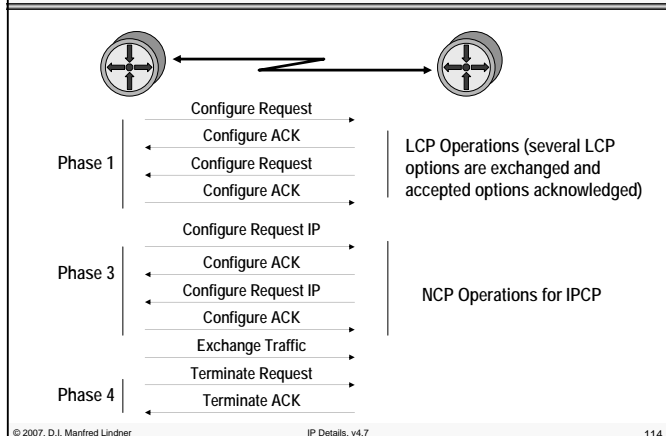 Configure Request
Configure ACK
Configure Request
Configure ACK
Phase 1
LCP Operations (several LCP
options are exchanged and
accepted options acknowledged)
Configure Request IP
Configure ACK
Configure Request IP
Configure ACK
Phase 3
NCP Operations for IPCP
Exchange Traffic
Terminate Request
Terminate ACK
Phase 4
© 2007, D.I. Manfred Lindner
IP Details, v4.7
114